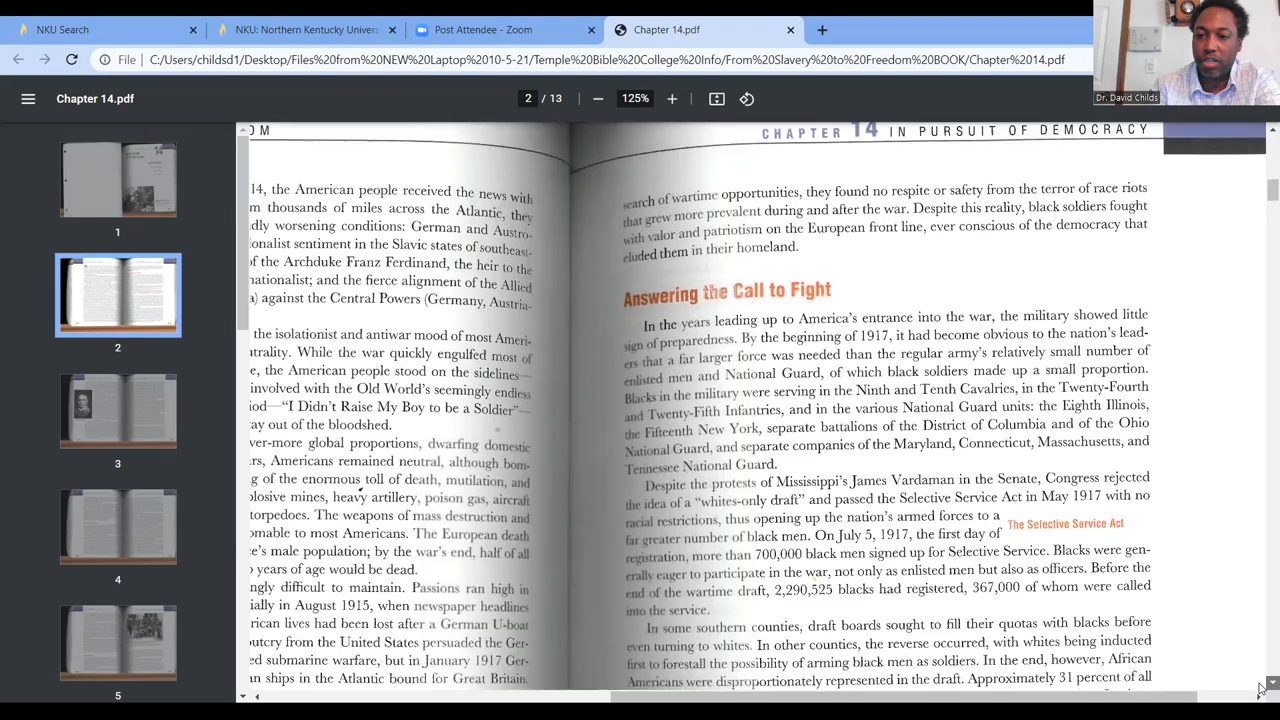 NKU Search
NKU: Northern Kentucky Univers
Post Attendee - Zoom
Chapter 14.pdf
File
C:/Users/childsd1/Desktop/Files%20from%20NEW%20Laptop%2010-5-21/Temple%20Bible%20College%20Info/From%20Slavery%20to%20Freedom%20BOOK/Chapter%2014.pdf
Dr. David Childs
Chapter 14.pdf
2 / 13
125%
1
2
3
4
5
OM
14, the American people received the news with
m thousands of miles across the Atlantic, they
dly worsening conditions: German and Austro-
ionalist sentiment in the Slavic states of southeast-
of the Archduke Franz Ferdinand, the heir to the
nationalist; and the fierce alignment of the Allied
a) against the Central Powers (Germany, Austria-
the isolationist and antiwar mood of most Ameri-
ntrality. While the war quickly engulfed most of
e, the American people stood on the sidelines—
involved with the Old World's seemingly endless
iod—"I Didn't Raise My Boy to be a Soldier"—
tay out of the bloodshed.
ver-more global proportions, dwarfing domestic
rs, Americans remained neutral, although bom-
ng of the enormous toll of death, mutilation, and
plosive mines, heavy artillery, poison gas, aircraft
torpedoes. The weapons of mass destruction and
omable to most Americans. The European death
ce's male population; by the war's end, half of all
years of age would be dead.
ngly difficult to maintain. Passions ran high in
ially in August 1915, when newspaper headlines
rican lives had been lost after a German U-boat
outcry from the United States persuaded the Ger-
ed submarine warfare, but in January 1917 Ger-
an ships in the Atlantic bound for Great Britain.
CHAPTER 14 IN PURSUIT OF DEMOCRACY
search of wartime opportunities, they found no respite or safety from the terror of race riots
that grew more prevalent during and after the war. Despite this reality, black soldiers fought
with valor and patriotism on the European front line, ever conscious of the democracy that
eluded them in their homeland.
Answering the Call to Fight
In the years leading up to America's entrance into the war, the military showed little
sign of preparedness. By the beginning of 1917, it had become obvious to the nation's lead-
ers that a far larger force was needed than the regular army's relatively small number of
enlisted men and National Guard, of which black soldiers made up a small proportion.
Blacks in the military were serving in the Ninth and Tenth Cavalries, in the Twenty-Fourth
and Twenty-Fifth Infantries, and in the various National Guard units: the Eighth Illinois,
the Fifteenth New York, separate battalions of the District of Columbia and of the Ohio
National Guard, and separate companies of the Maryland, Connecticut, Massachusetts, and
Tennessee National Guard.
Despite the protests of Mississippi's James Vardaman in the Senate, Congress rejected
the idea of a "whites-only draft" and passed the Selective Service Act in May 1917 with no
racial restrictions, thus opening up the nation's armed forces to a
far greater number of black men. On July 5, 1917, the first day of
The Selective Service Act
registration, more than 700,000 black men signed up for Selective Service. Blacks were gen-
erally eager to participate in the war, not only as enlisted men but also as officers. Before the
end of the wartime draft, 2,290,525 blacks had registered, 367,000 of whom were called
into the service.
In some southern counties, draft boards sought to fill their quotas with blacks before
even turning to whites. In other counties, the reverse occurred, with whites being inducted
first to forestall the possibility of arming black men as soldiers. In the end, however, African
Americans were disproportionately represented in the draft. Approximately 31 percent of all